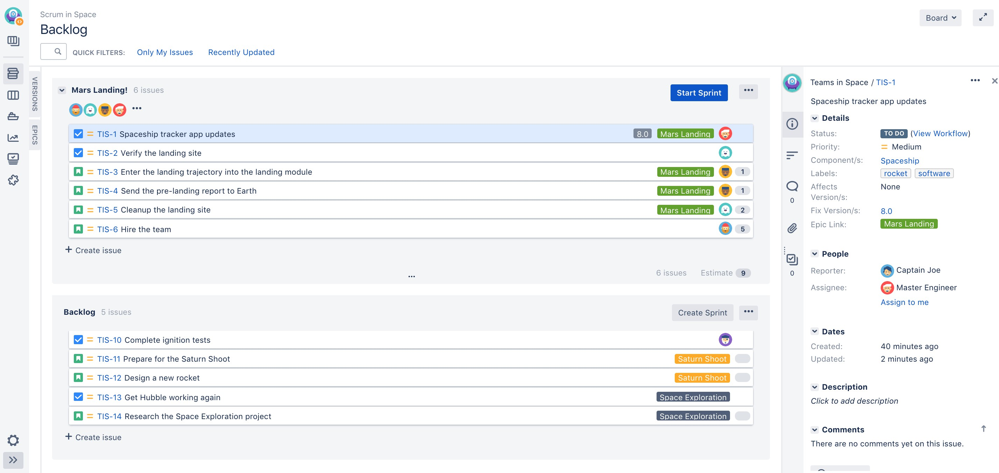 Scrum in Space
Backlog
Board
QUICK FILTERS: Only My Issues Recently Updated
VERSIONS
EPICS
Mars Landing! 6 issues
Start Sprint
TIS-1 Spaceship tracker app updates 8.0 Mars Landing
TIS-2 Verify the landing site
TIS-3 Enter the landing trajectory into the landing module Mars Landing 1
TIS-4 Send the pre-landing report to Earth Mars Landing 1
TIS-5 Cleanup the landing site Mars Landing 2
TIS-6 Hire the team 5
+ Create issue
6 issues Estimate 9
Backlog 5 issues
Create Sprint
TIS-10 Complete ignition tests
TIS-11 Prepare for the Saturn Shoot Saturn Shoot
TIS-12 Design a new rocket Saturn Shoot
TIS-13 Get Hubble working again Space Exploration
TIS-14 Research the Space Exploration project Space Exploration
+ Create issue
0
0
Teams in Space / TIS-1
Spaceship tracker app updates
Details
Status: TO DO (View Workflow)
Priority: Medium
Component/s: Spaceship
Labels: rocket software
Affects None
Version/s:
Fix Version/s: 8.0
Epic Link: Mars Landing
People
Reporter: Captain Joe
Assignee: Master Engineer
Assign to me
Dates
Created: 40 minutes ago
Updated: 2 minutes ago
Description
Click to add description
Comments
There are no comments yet on this issue.